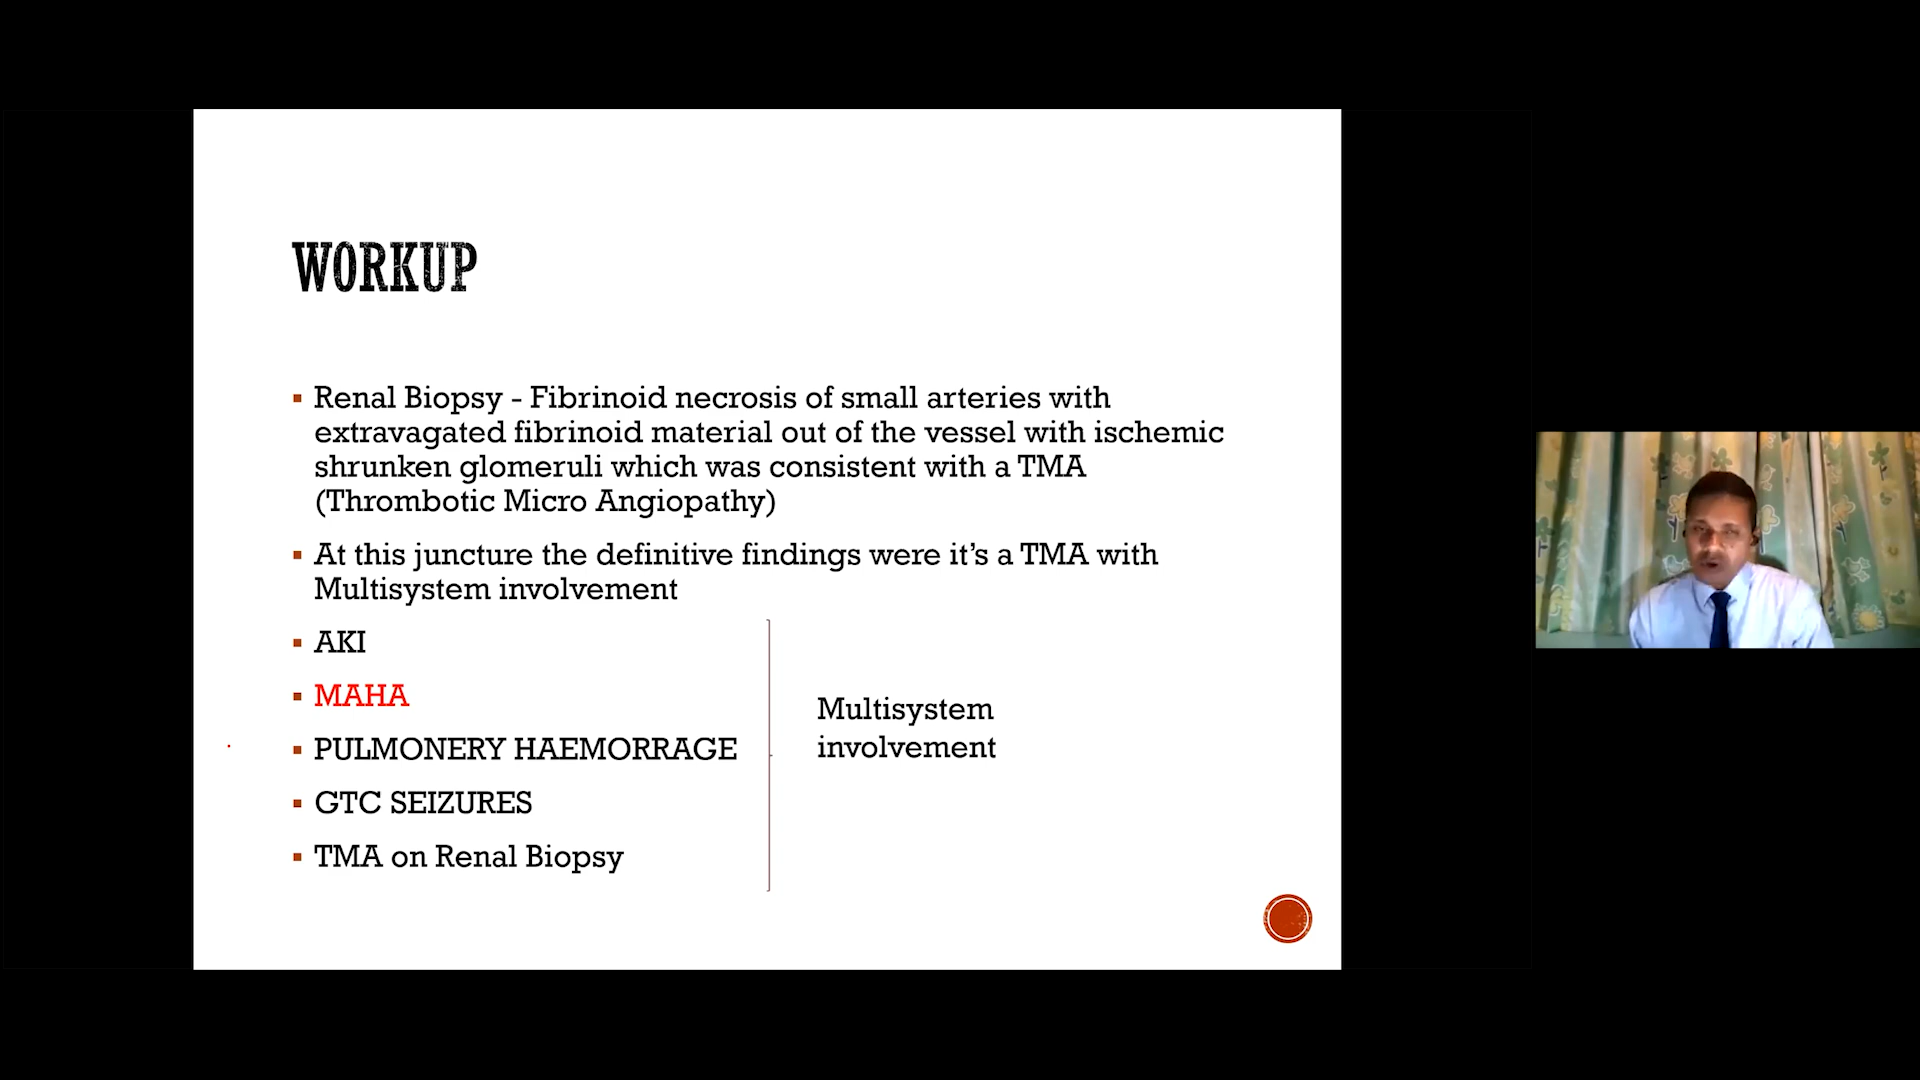 WORKUP
Renal Biopsy - Fibrinoid necrosis of small arteries with
extravagated fibrinoid material out of the vessel with ischemic
shrunken glomeruli which was consistent with a TMA
(Thrombotic Micro Angiopathy)
At this juncture the definitive findings were it's a TMA with
Multisystem involvement
AKI
MAHA
PULMONERY HAEMORRAGE
GTC SEIZURES
TMA on Renal Biopsy
Multisystem
involvement